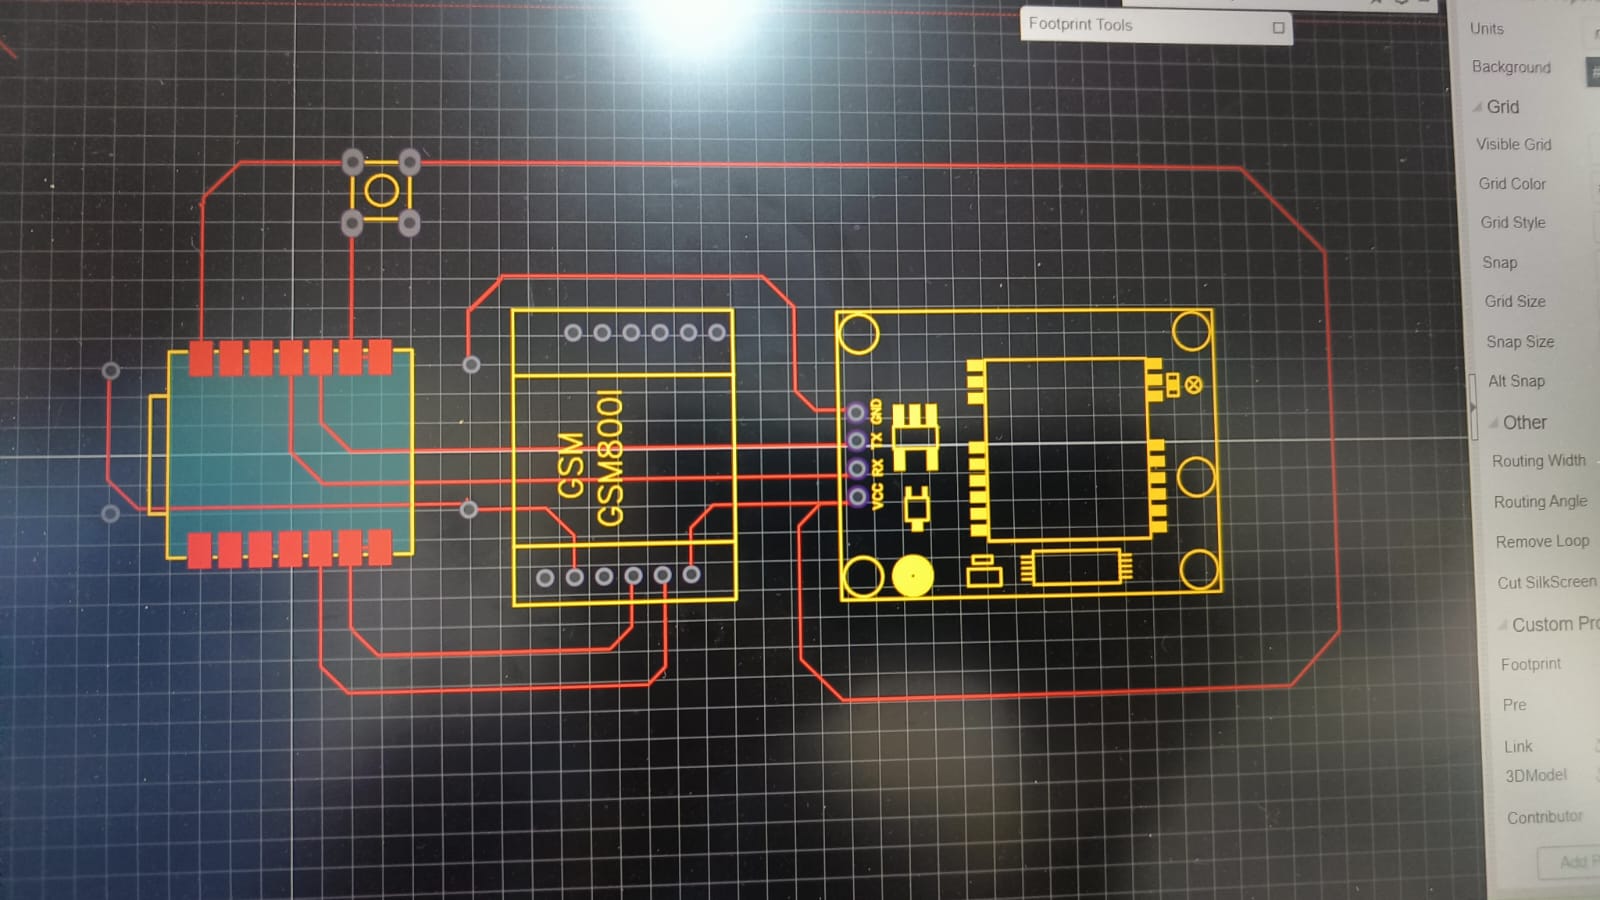 Footprint Tools
Units
Background
Grid
Visible Grid
Grid Color
Grid Style
Snap
Grid Size
Snap Size
Alt Snap
Other
Routing Width
Routing Angle
Remove Loop
Cut SilkScreen
Custom Pro
Footprint
Pre
Link
3DModel
Contributor
GSM
GSM800l
GND
TX
RX
VCC